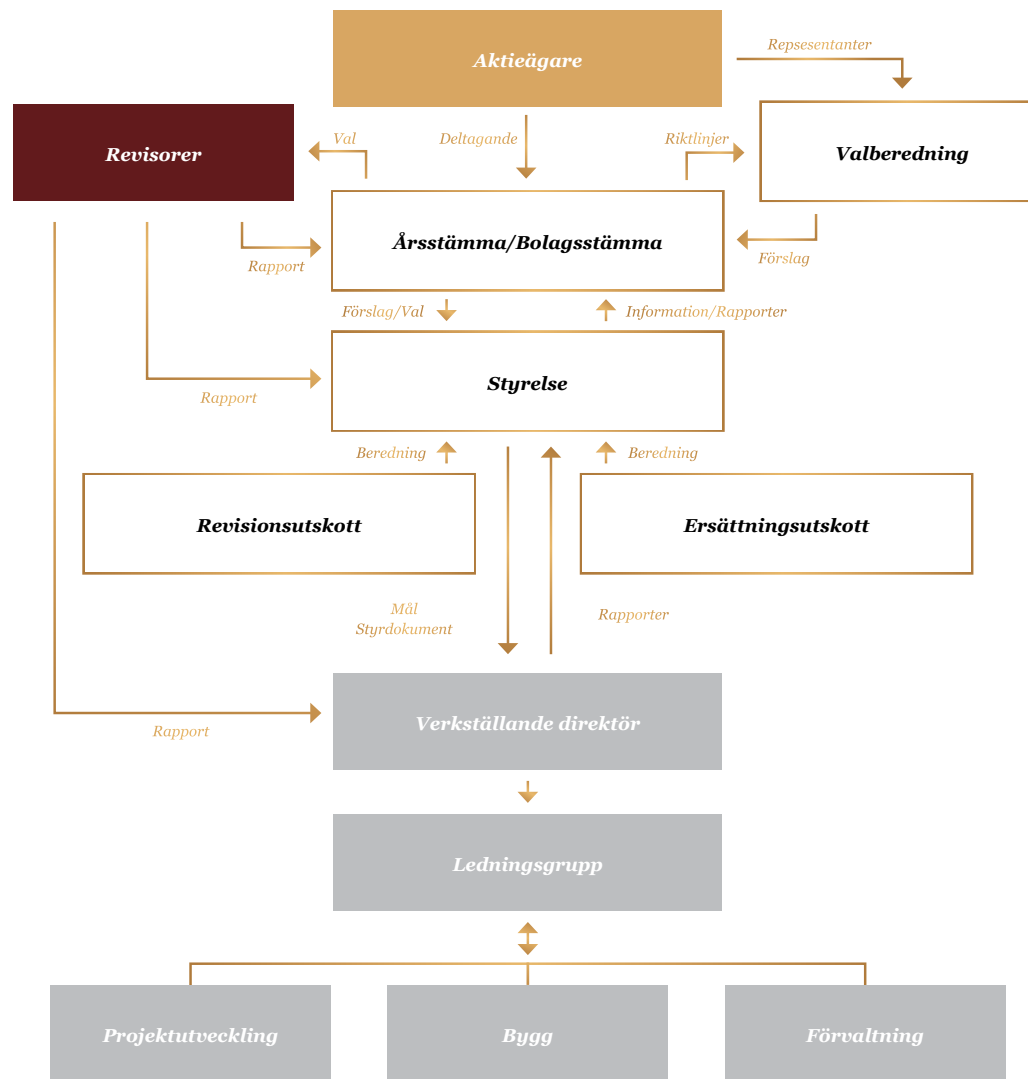 Aktieägare
Repsesentanter
Revisorer
Val
Deltagande
Riktlinjer
Valberedning
Årsstämma/Bolagsstämma
Rapport
Förslag
Förslag/Val
Information/Rapporter
Styrelse
Rapport
Beredning
Beredning
Revisionsutskott
Ersättningsutskott
Mål
Styrdokument
Rapporter
Verkställande direktör
Rapport
Ledningsgrupp
Projektutveckling
Bygg
Förvaltning